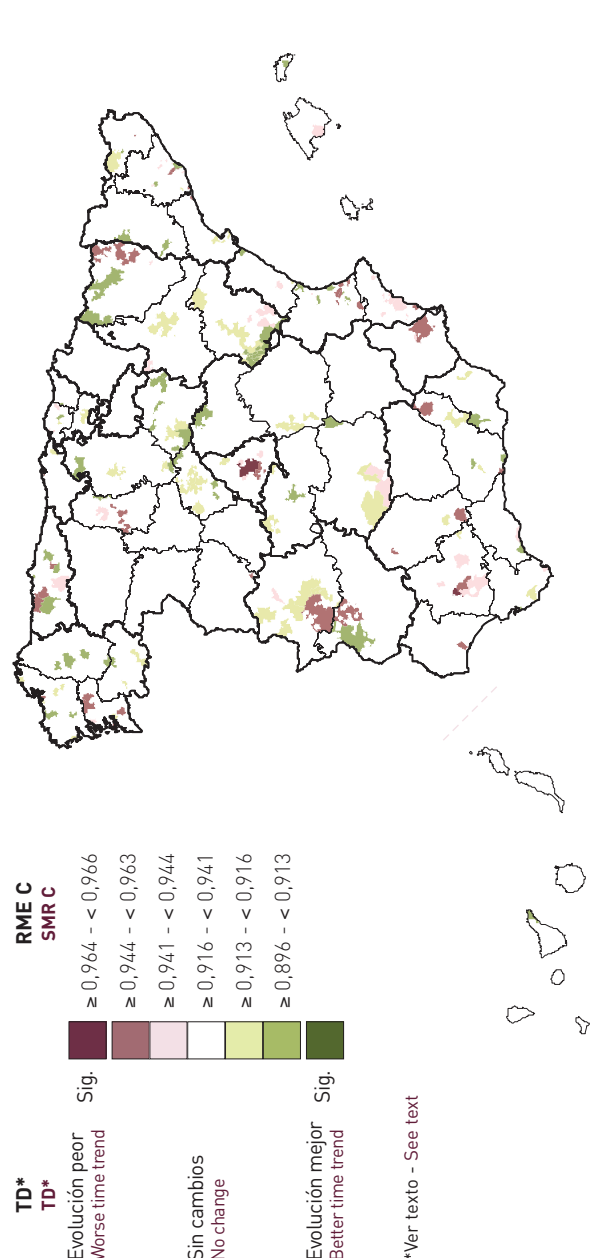 TD*
TD*
RME C
SMR C
Evolución peor
Worse time trend
Sig.
≥ 0,964 - < 0,966
≥ 0,944 - < 0,963
≥ 0,941 - < 0,944
Sin cambios
No change
≥ 0,916 - < 0,941
≥ 0,913 - < 0,916
≥ 0,896 - < 0,913
Evolución mejor
Better time trend
Sig.
*Ver texto - See text